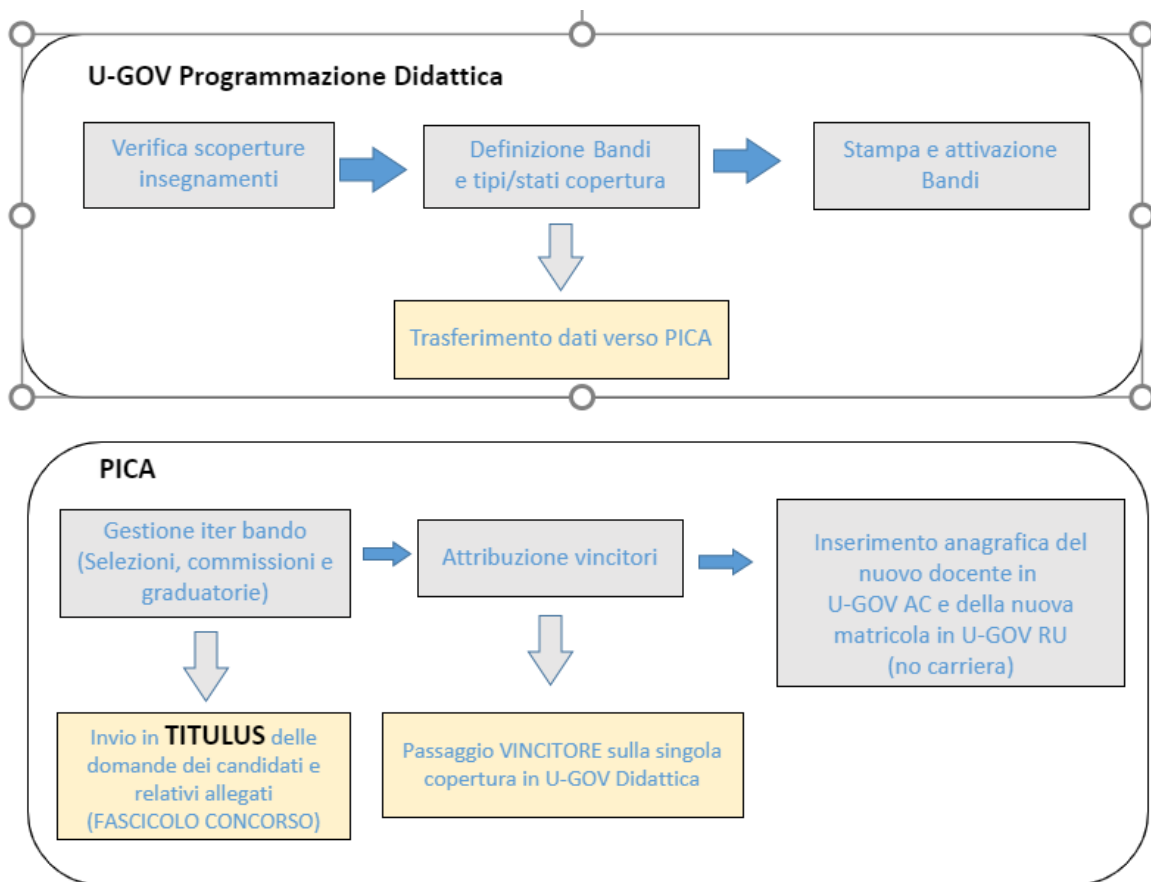 U-GOV Programmazione Didattica
Verifica scoperture
insegnamenti
Definizione Bandi
e tipi/stati copertura
Stampa e attivazione
Bandi
Trasferimento dati verso PICA
PICA
Gestione iter bando
(Selezioni, commissioni e
graduatorie)
Attribuzione vincitori
Inserimento anagrafica del
nuovo docente in
U-GOV AC e della nuova
matricola in U-GOV RU
(no carriera)
Invio in TITULUS delle
domande dei candidati e
relativi allegati
(FASCICOLO CONCORSO)
Passaggio VINCITORE sulla singola
copertura in U-GOV Didattica